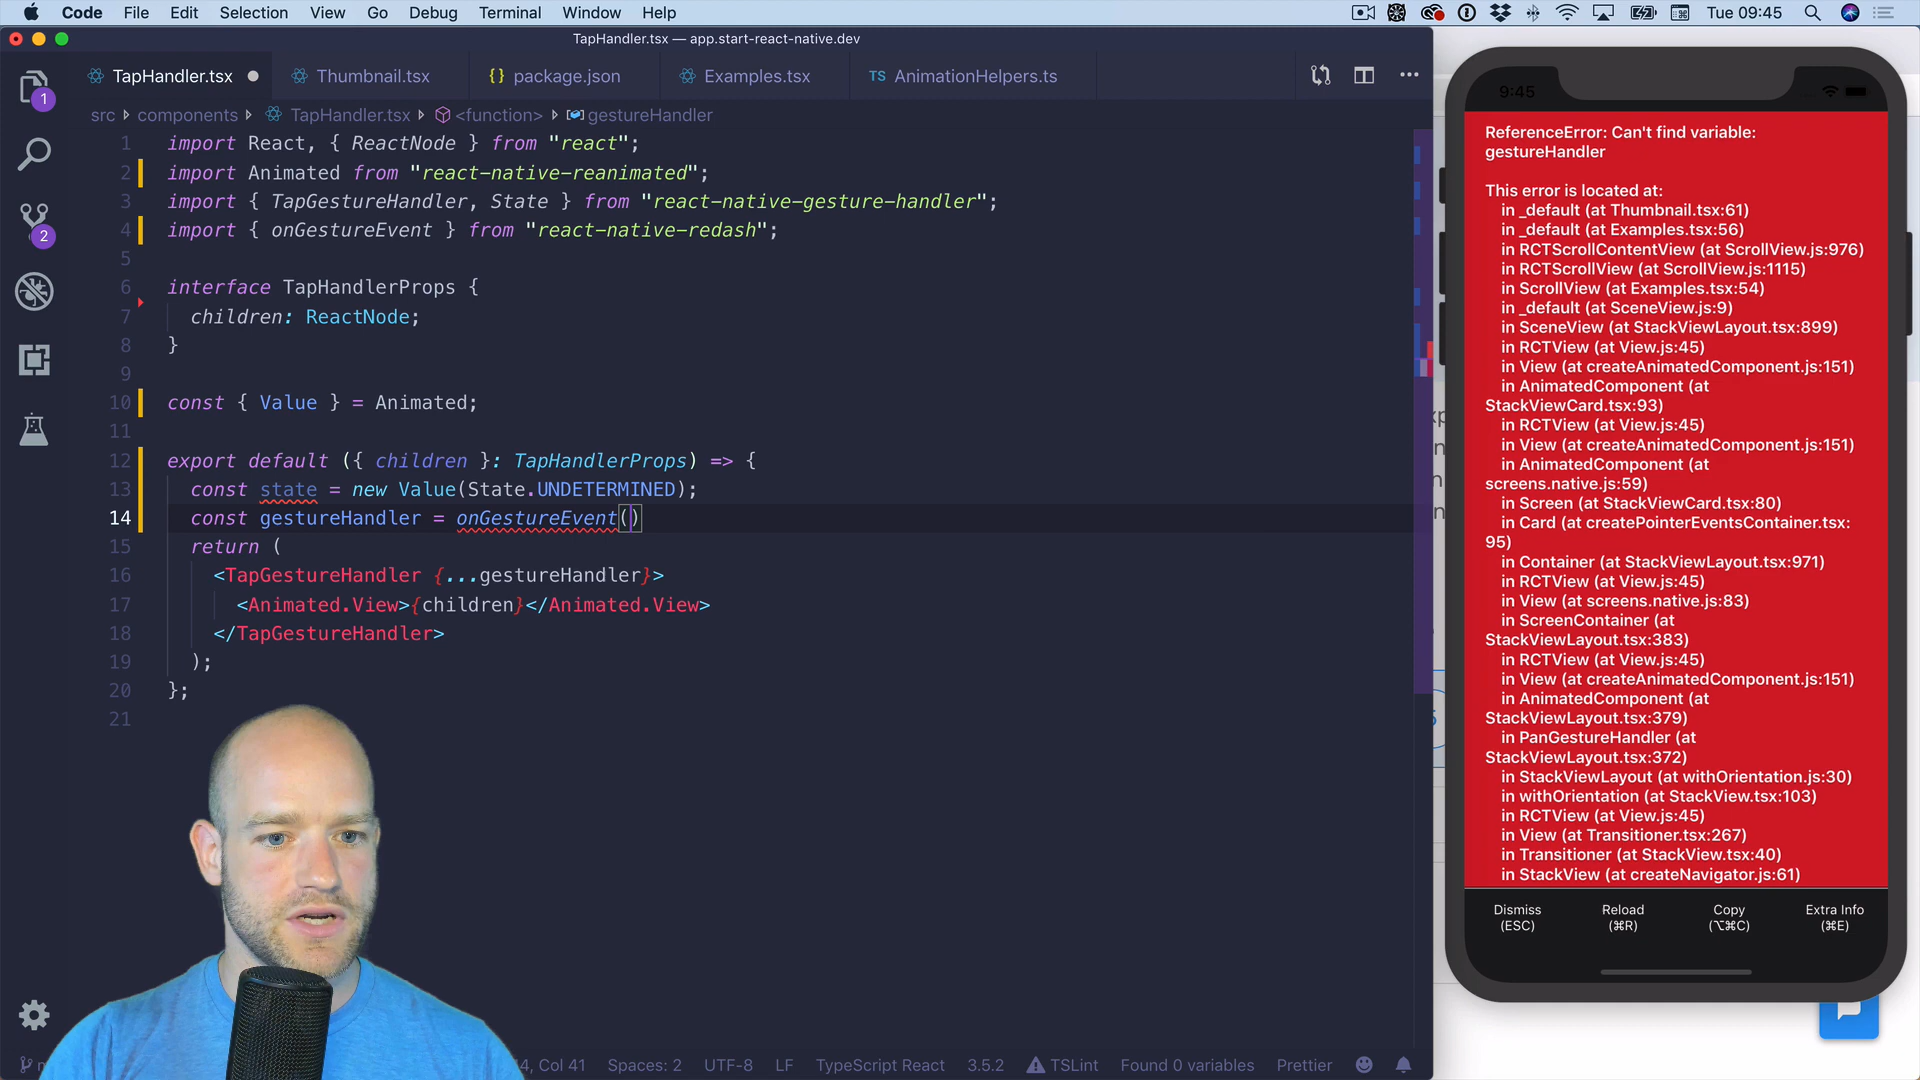 Code File Edit Selection View Go Debug Terminal Window Help
Tue 09:45
TapHandler.tsx — app.start-react-native.dev
TapHandler.tsx
Thumbnail.tsx
{} package.json
Examples.tsx
TS AnimationHelpers.ts
src components TapHandler.tsx <function> gestureHandler
1 import React, { ReactNode } from "react";
2 import Animated from "react-native-reanimated";
3 import { TapGestureHandler, State } from "react-native-gesture-handler";
4 import { onGestureEvent } from "react-native-redash";
5
6 interface TapHandlerProps {
7 children: ReactNode;
8 }
9
10 const { Value } = Animated;
11
12 export default ({ children }: TapHandlerProps) => {
13 const state = new Value(State.UNDETERMINED);
14 const gestureHandler = onGestureEvent()
15 return (
16 <TapGestureHandler {...gestureHandler}>
17 <Animated.View>{children}</Animated.View>
18 </TapGestureHandler>
19 );
20 };
21
1
2
Col 41
Spaces: 2
UTF-8
LF
TypeScript React
3.5.2
TSLint
Found 0 variables
Prettier
9:45
ReferenceError: Can't find variable:
gestureHandler
This error is located at:
in _default (at Thumbnail.tsx:61)
in _default (at Examples.tsx:56)
in RCTScrollContentView (at ScrollView.js:976)
in RCTScrollView (at ScrollView.js:1115)
in ScrollView (at Examples.tsx:54)
in _default (at SceneView.js:9)
in SceneView (at StackViewLayout.tsx:899)
in RCTView (at View.js:45)
in View (at createAnimatedComponent.js:151)
in AnimatedComponent (at
StackViewCard.tsx:93)
in RCTView (at View.js:45)
in View (at createAnimatedComponent.js:151)
in AnimatedComponent (at
screens.native.js:59)
in Screen (at StackViewCard.tsx:80)
in Card (at createPointerEventsContainer.tsx:
95)
in Container (at StackViewLayout.tsx:971)
in RCTView (at View.js:45)
in View (at screens.native.js:83)
in ScreenContainer (at
StackViewLayout.tsx:383)
in RCTView (at View.js:45)
in View (at createAnimatedComponent.js:151)
in AnimatedComponent (at
StackViewLayout.tsx:379)
in PanGestureHandler (at
StackViewLayout.tsx:372)
in StackViewLayout (at withOrientation.js:30)
in withOrientation (at StackView.tsx:103)
in RCTView (at View.js:45)
in View (at Transitioner.tsx:267)
in Transitioner (at StackView.tsx:40)
in StackView (at createNavigator.js:61)
Dismiss
(ESC)
Reload
(⌘R)
Copy
(⌥⌘C)
Extra Info
(⌘E)